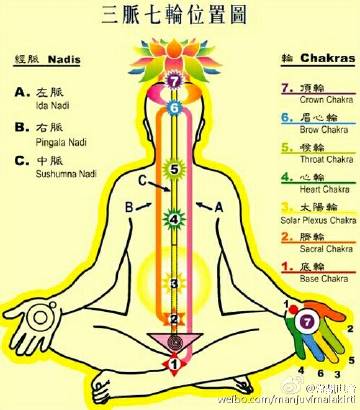 三脈七輪位置圖
經脈 Nadis
A. 左脈
Ida Nadi
B. 右脈
Pingala Nadi
C. 中脈
Sushumna Nadi
輪 Chakras
7. 頂輪
Crown Chakra
6. 眉心輪
Brow Chakra
5. 喉輪
Throat Chakra
4. 心輪
Heart Chakra
3. 太陽輪
Solar Plexus Chakra
2. 臍輪
Sacral Chakra
1. 底輪
Base Chakra
7
6
5
C
B
A
4
3
2
1
1
7
2
4 6 5 3
weibo.com/manjuvimalakirti